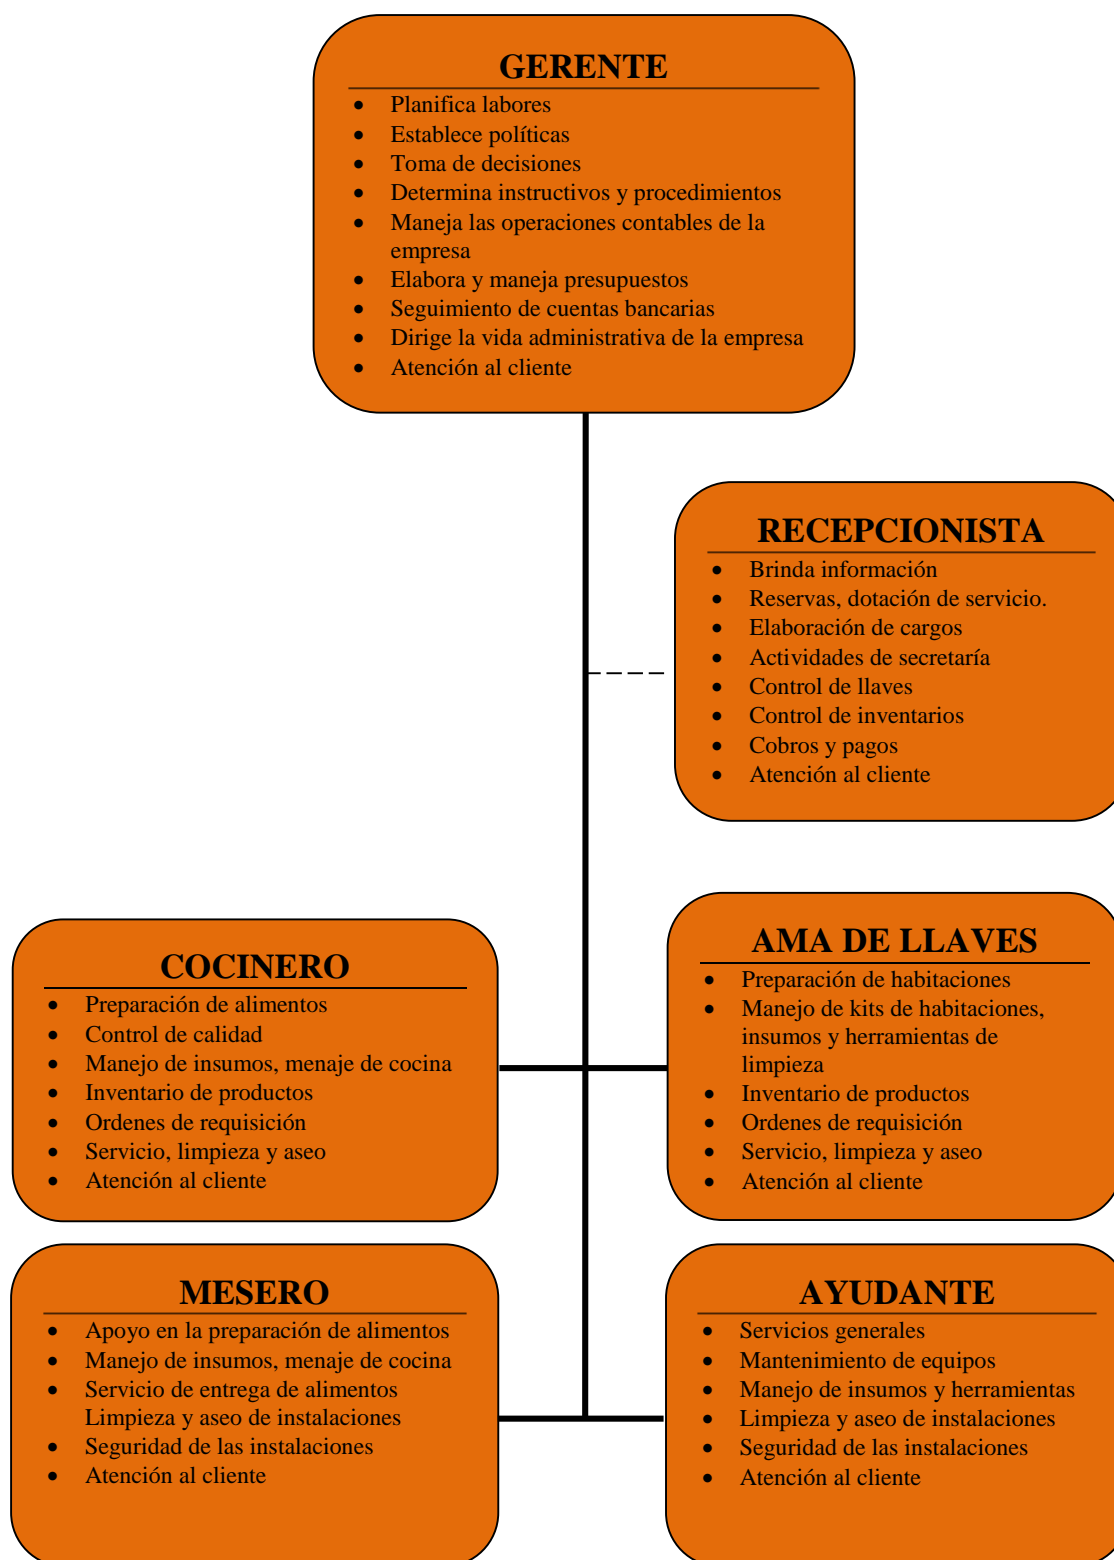 GERENTE
• Planifica labores
• Establece políticas
• Toma de decisiones
• Determina instructivos y procedimientos
• Maneja las operaciones contables de la
empresa
• Elabora y maneja presupuestos
• Seguimiento de cuentas bancarias
• Dirige la vida administrativa de la empresa
• Atención al cliente
RECEPCIONISTA
• Brinda información
• Reservas, dotación de servicio.
• Elaboración de cargos
• Actividades de secretaría
• Control de llaves
• Control de inventarios
• Cobros y pagos
• Atención al cliente
COCINERO
• Preparación de alimentos
• Control de calidad
• Manejo de insumos, menaje de cocina
• Inventario de productos
• Ordenes de requisición
• Servicio, limpieza y aseo
• Atención al cliente
AMA DE LLAVES
• Preparación de habitaciones
• Manejo de kits de habitaciones,
insumos y herramientas de
limpieza
• Inventario de productos
• Ordenes de requisición
• Servicio, limpieza y aseo
• Atención al cliente
MESERO
• Apoyo en la preparación de alimentos
• Manejo de insumos, menaje de cocina
• Servicio de entrega de alimentos
Limpieza y aseo de instalaciones
• Seguridad de las instalaciones
• Atención al cliente
AYUDANTE
• Servicios generales
• Mantenimiento de equipos
• Manejo de insumos y herramientas
• Limpieza y aseo de instalaciones
• Seguridad de las instalaciones
• Atención al cliente